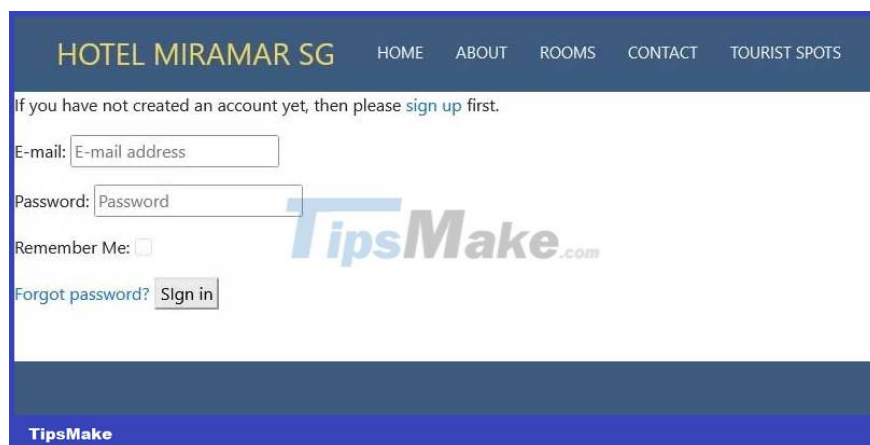 HOTEL MIRAMAR SG HOME ABOUT ROOMS CONTACT TOURIST SPOTS
If you have not created an account yet, then please sign up first.
E-mail: E-mail address
Password: Password
TipsMake.com
Remember Me:
Forgot password? SIgn in
TipsMake